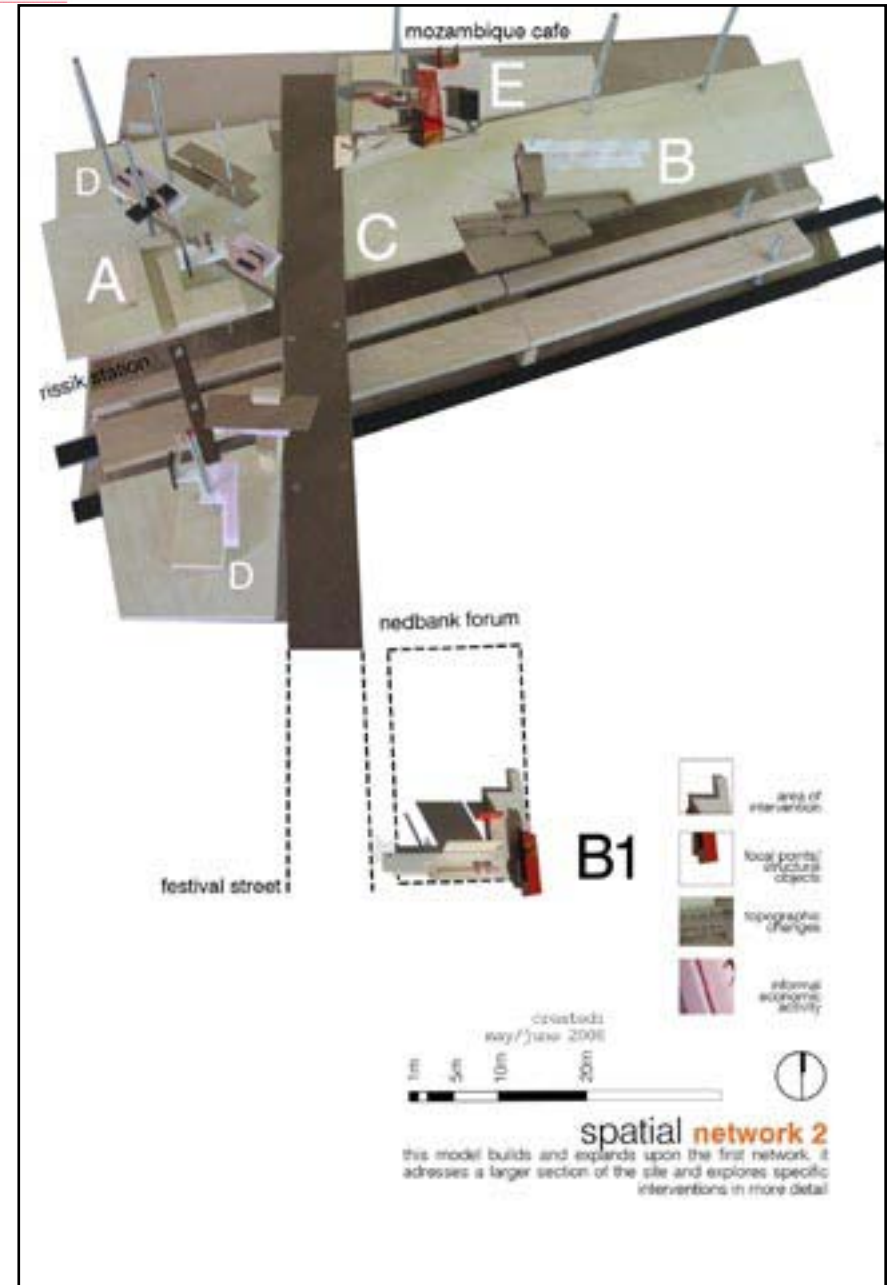 mozambique cafe
E
D
B
C
A
rissik station
D
nedbank forum
B1
festival street
area of
intervention
focal points/
structural
objects
topographic
changes
informal
economic
activity
created:
may/june 2006
1m
5m
10m
20m
spatial network 2
this model builds and expands upon the first network. it
adresses a larger section of the site and explores specific
interventions in more detail